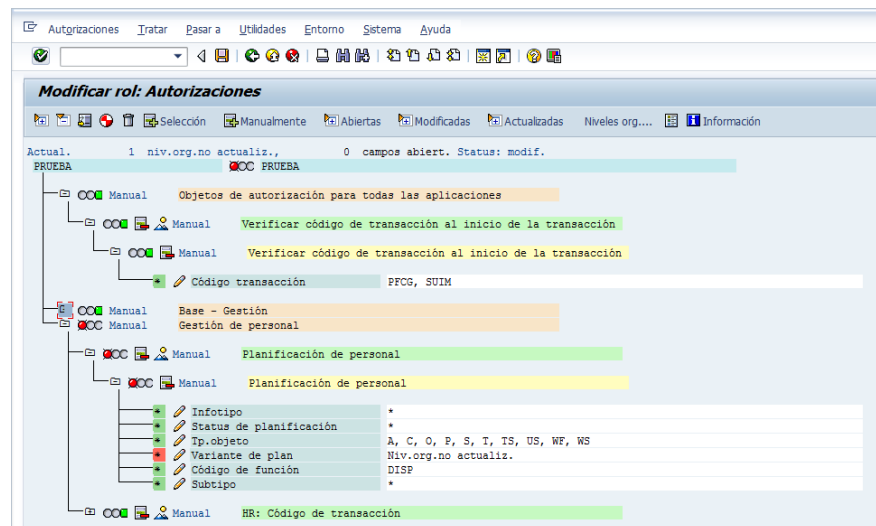 Autorizaciones Tratar Pasar a Utilidades Entorno Sistema Ayuda
Modificar rol: Autorizaciones
Selección Manualmente Abiertas Modificadas Actualizadas Niveles org.... Información
Actual. 1 niv.org.no actualiz., 0 campos abiert. Status: modif.
PRUEBA PRUEBA
Manual Objetos de autorización para todas las aplicaciones
Manual Verificar código de transacción al inicio de la transacción
Manual Verificar código de transacción al inicio de la transacción
* Código transacción PFCG, SUIM
Manual Base - Gestión
Manual Gestión de personal
Manual Planificación de personal
Manual Planificación de personal
* Infotipo *
* Status de planificación *
* Tp.objeto A, C, O, P, S, T, TS, US, WF, WS
* Variante de plan Niv.org.no actualiz.
* Código de función DISP
* Subtipo *
Manual HR: Código de transacción